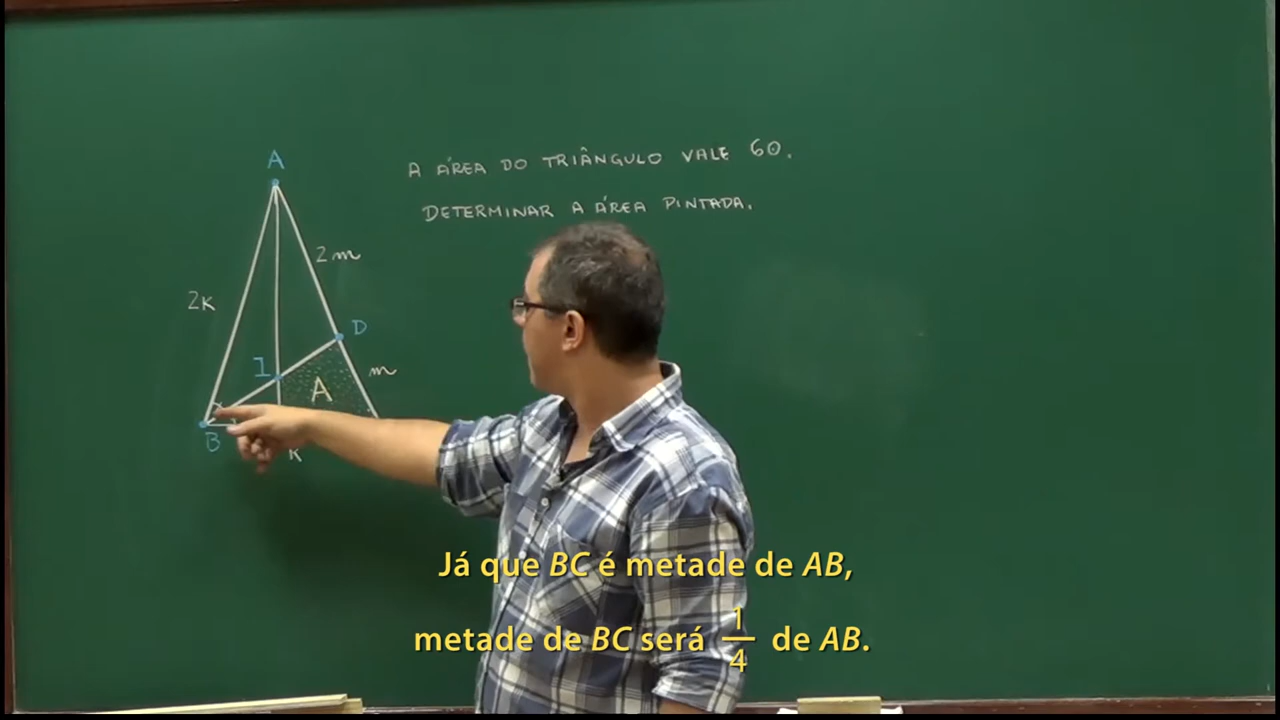 A
A ÁREA DO TRIÂNGULO VALE 60.
DETERMINAR A ÁREA PINTADA.
2m
2K
D
I
m
A
B
K
Já que BC é metade de AB,
metade de BC será 1/4 de AB.